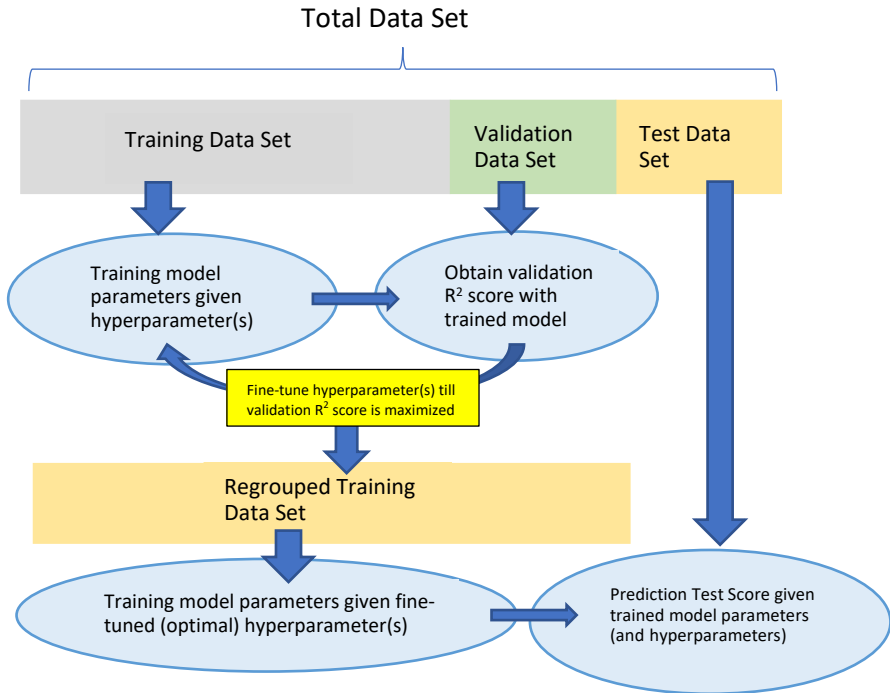 Total Data Set
Training Data Set
Validation
Data Set
Test Data
Set
Training model
parameters given
hyperparameter(s)
Obtain validation
R² score with
trained model
Fine-tune hyperparameter(s) till
validation R² score is maximized
Regrouped Training
Data Set
Training model parameters given fine-
tuned (optimal) hyperparameter(s)
Prediction Test Score given
trained model parameters
(and hyperparameters)